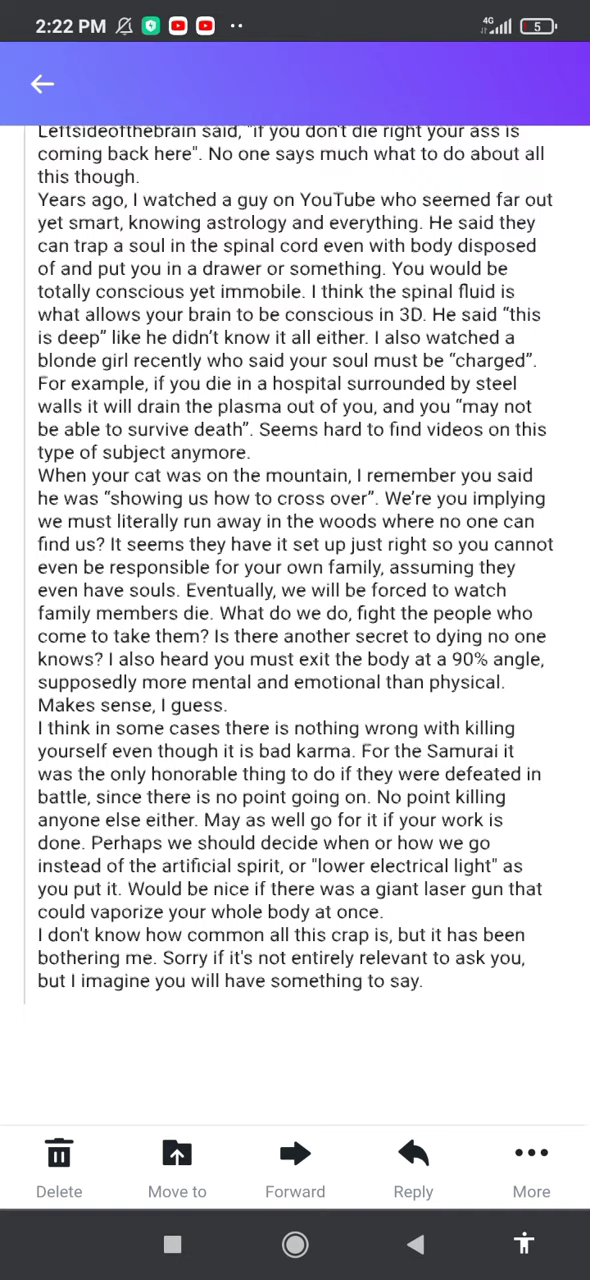 2:22 PM
4G
5
Leftsideofthebrain said, "if you don't die right your ass is
coming back here". No one says much what to do about all
this though.
Years ago, I watched a guy on YouTube who seemed far out
yet smart, knowing astrology and everything. He said they
can trap a soul in the spinal cord even with body disposed
of and put you in a drawer or something. You would be
totally conscious yet immobile. I think the spinal fluid is
what allows your brain to be conscious in 3D. He said “this
is deep” like he didn’t know it all either. I also watched a
blonde girl recently who said your soul must be “charged”.
For example, if you die in a hospital surrounded by steel
walls it will drain the plasma out of you, and you “may not
be able to survive death”. Seems hard to find videos on this
type of subject anymore.
When your cat was on the mountain, I remember you said
he was “showing us how to cross over”. We’re you implying
we must literally run away in the woods where no one can
find us? It seems they have it set up just right so you cannot
even be responsible for your own family, assuming they
even have souls. Eventually, we will be forced to watch
family members die. What do we do, fight the people who
come to take them? Is there another secret to dying no one
knows? I also heard you must exit the body at a 90% angle,
supposedly more mental and emotional than physical.
Makes sense, I guess.
I think in some cases there is nothing wrong with killing
yourself even though it is bad karma. For the Samurai it
was the only honorable thing to do if they were defeated in
battle, since there is no point going on. No point killing
anyone else either. May as well go for it if your work is
done. Perhaps we should decide when or how we go
instead of the artificial spirit, or "lower electrical light" as
you put it. Would be nice if there was a giant laser gun that
could vaporize your whole body at once.
I don't know how common all this crap is, but it has been
bothering me. Sorry if it's not entirely relevant to ask you,
but I imagine you will have something to say.
Delete
Move to
Forward
Reply
More